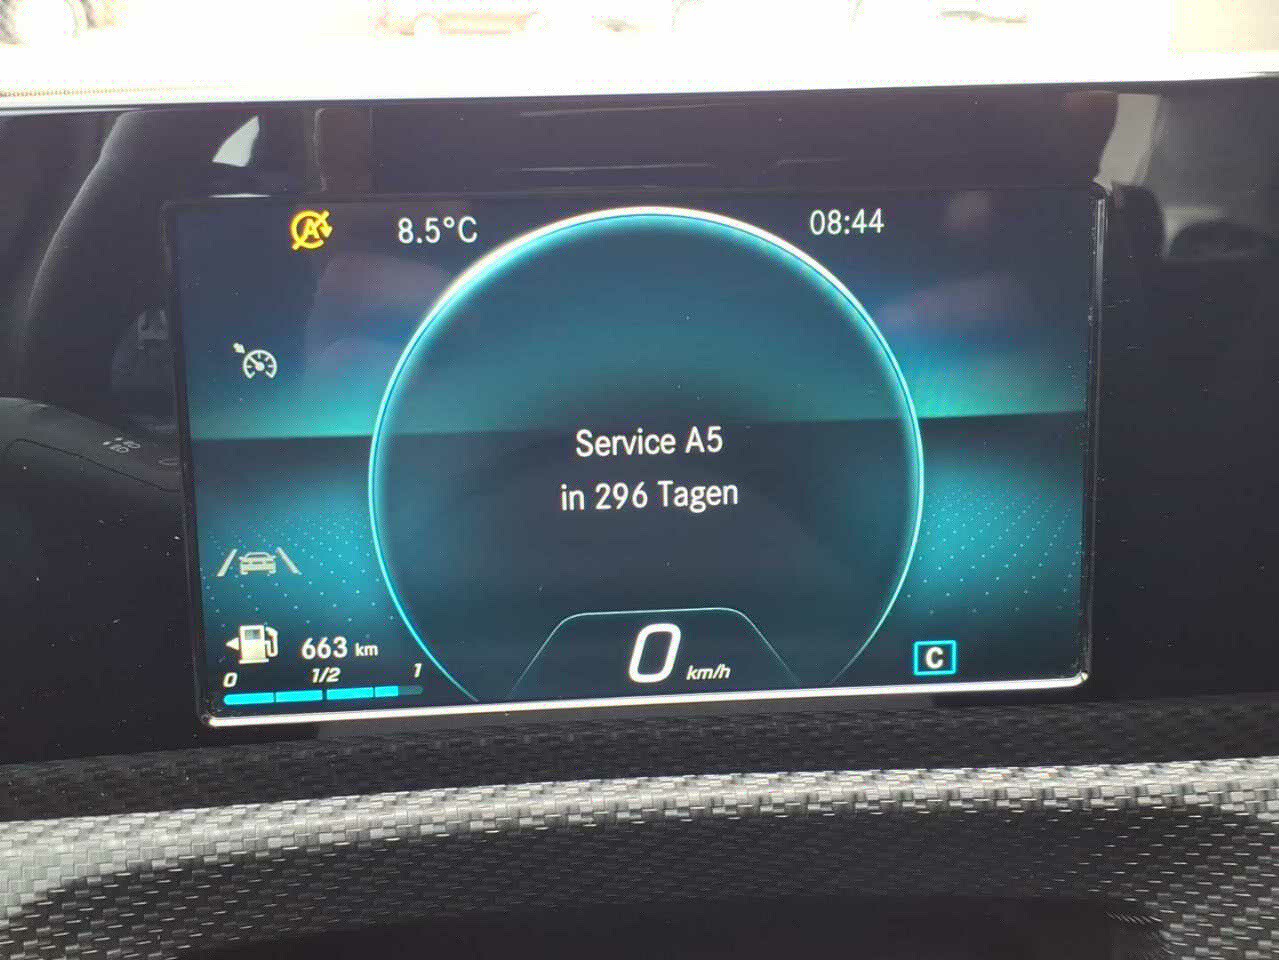 A 8.5°C 08:44
Service A5
in 296 Tagen
663 km
0 1/2 1
0 km/h
C